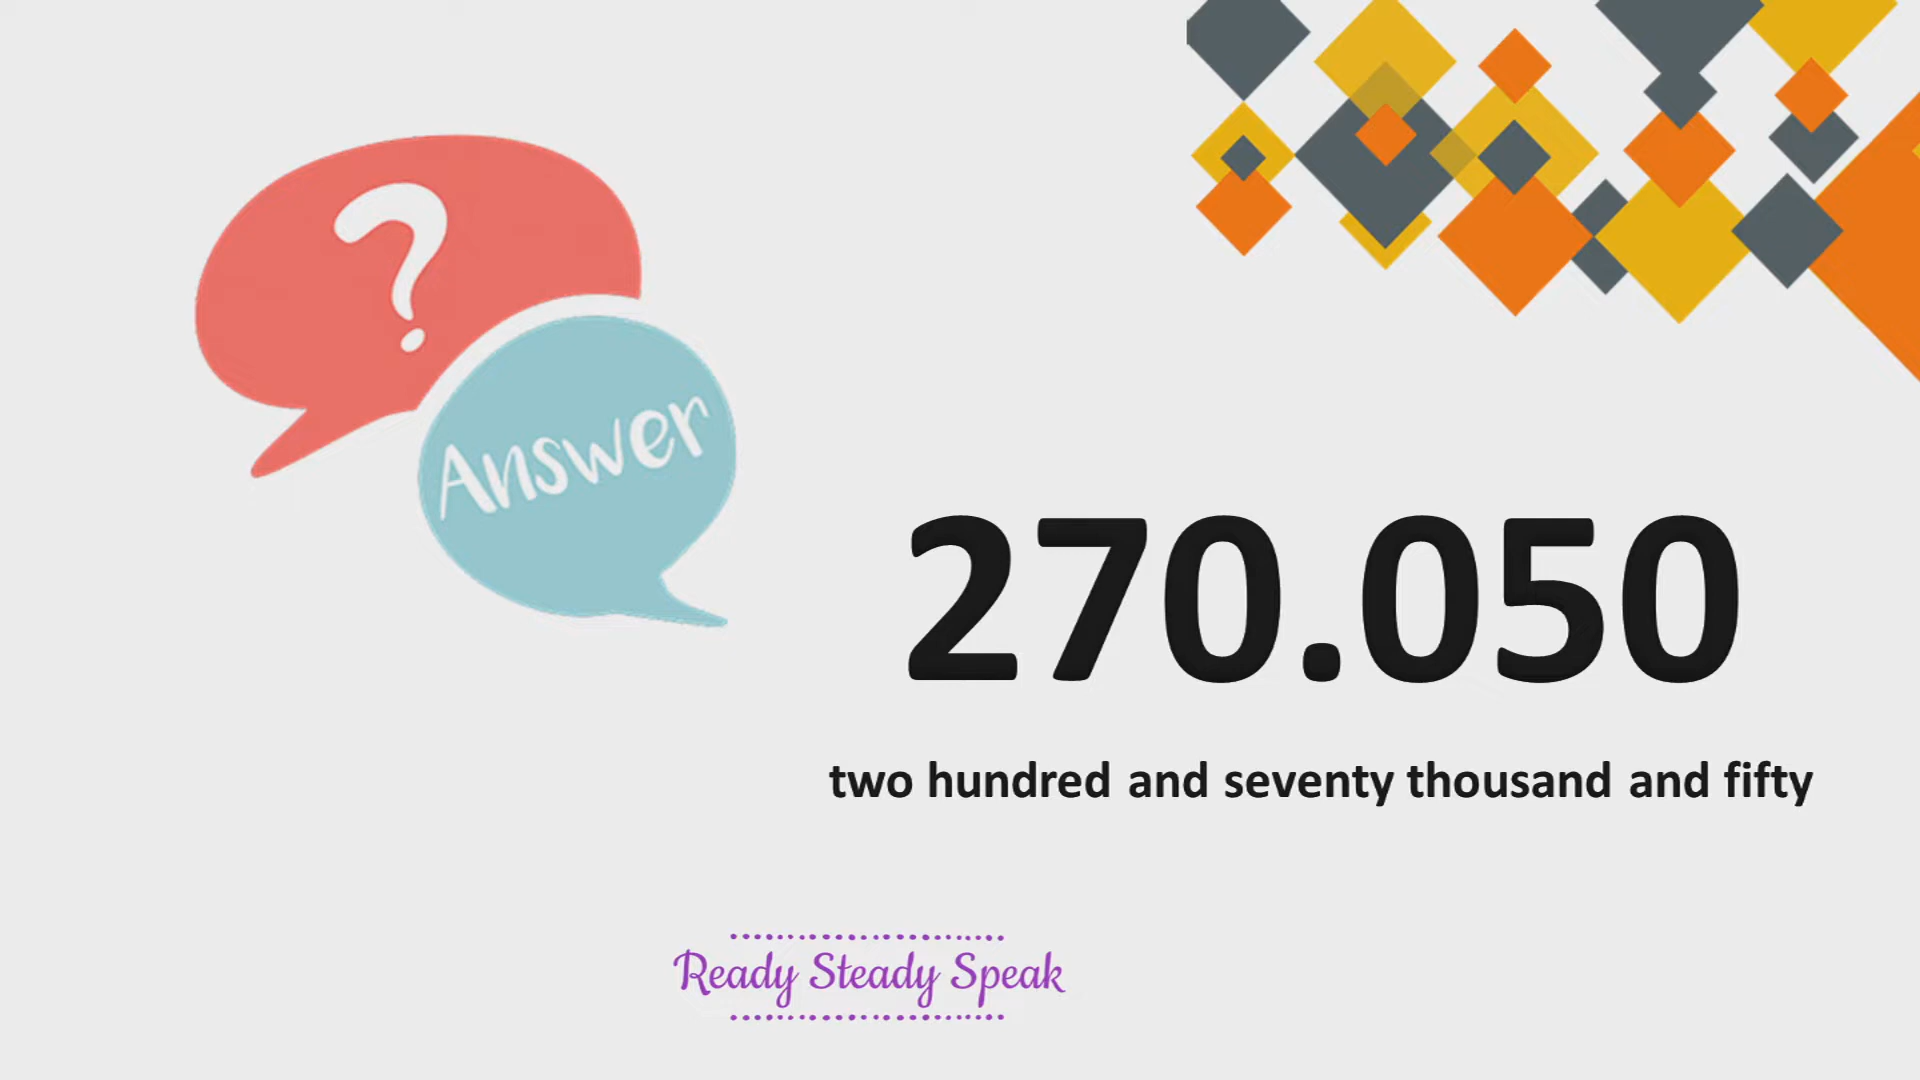 ?
Answer
270.050
two hundred and seventy thousand and fifty
Ready Steady Speak